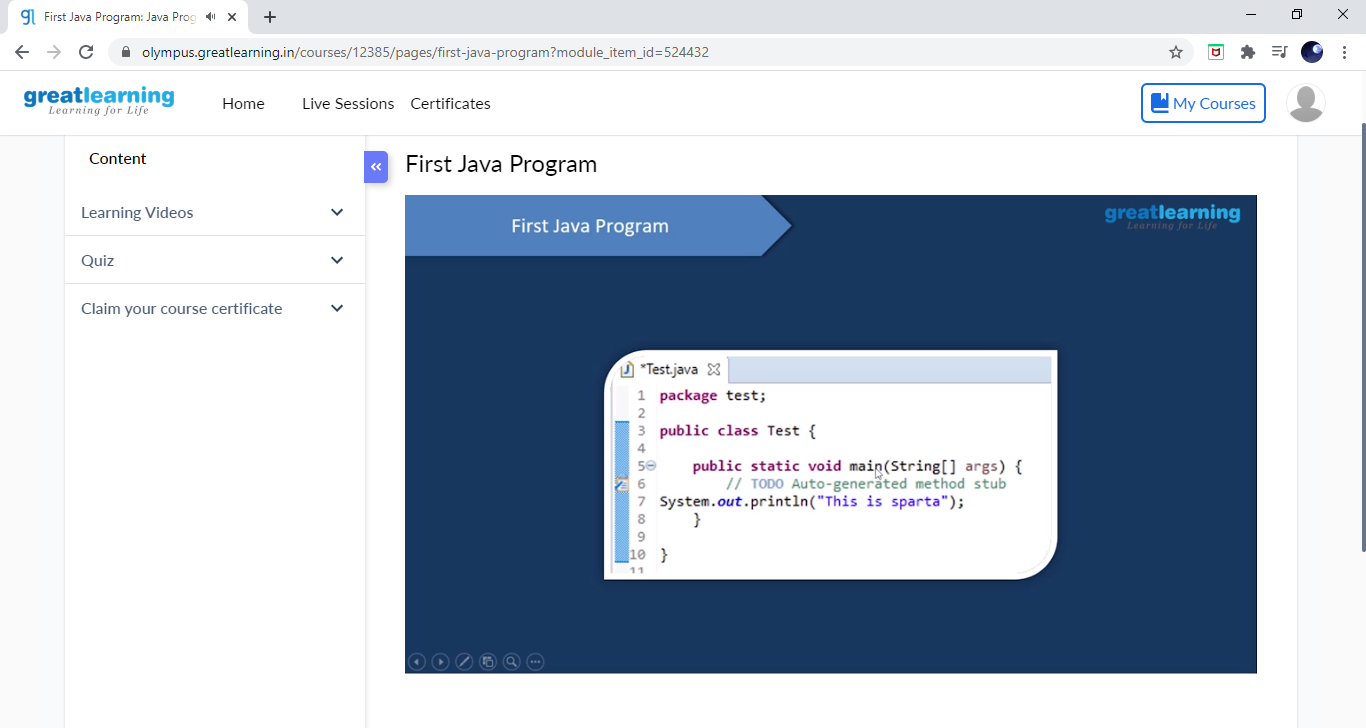 First Java Program: Java Prog
olympus.greatlearning.in/courses/12385/pages/first-java-program?module_item_id=524432
greatlearning
Learning for Life
Home
Live Sessions
Certificates
My Courses
Content
Learning Videos
Quiz
Claim your course certificate
First Java Program
First Java Program
greatlearning
Learning for Life
*Test.java
1 package test;
2
3 public class Test {
4
5 public static void main(String[] args) {
6 // TODO Auto-generated method stub
7 System.out.println("This is sparta");
8 }
9
10 }
11